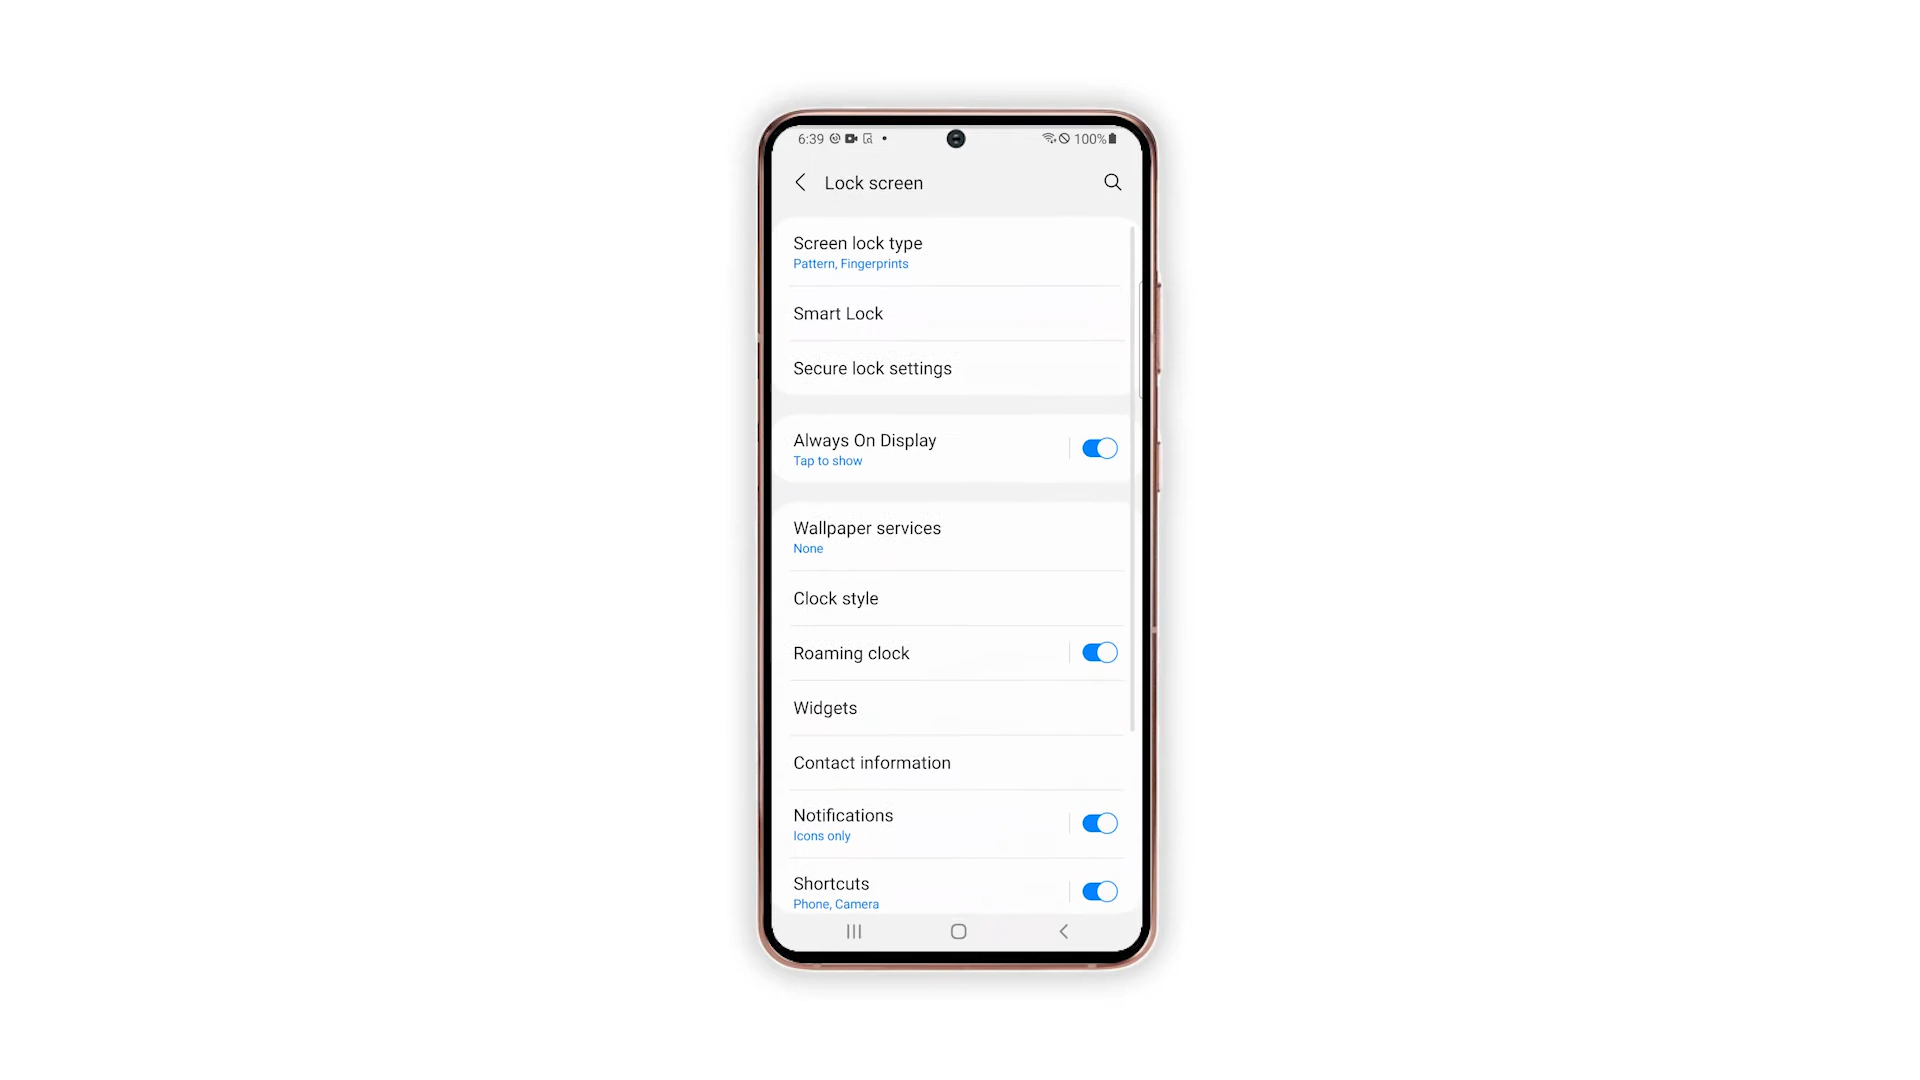 6:39 100%
Lock screen
Screen lock type
Pattern, Fingerprints
Smart Lock
Secure lock settings
Always On Display
Tap to show
Wallpaper services
None
Clock style
Roaming clock
Widgets
Contact information
Notifications
Icons only
Shortcuts
Phone, Camera